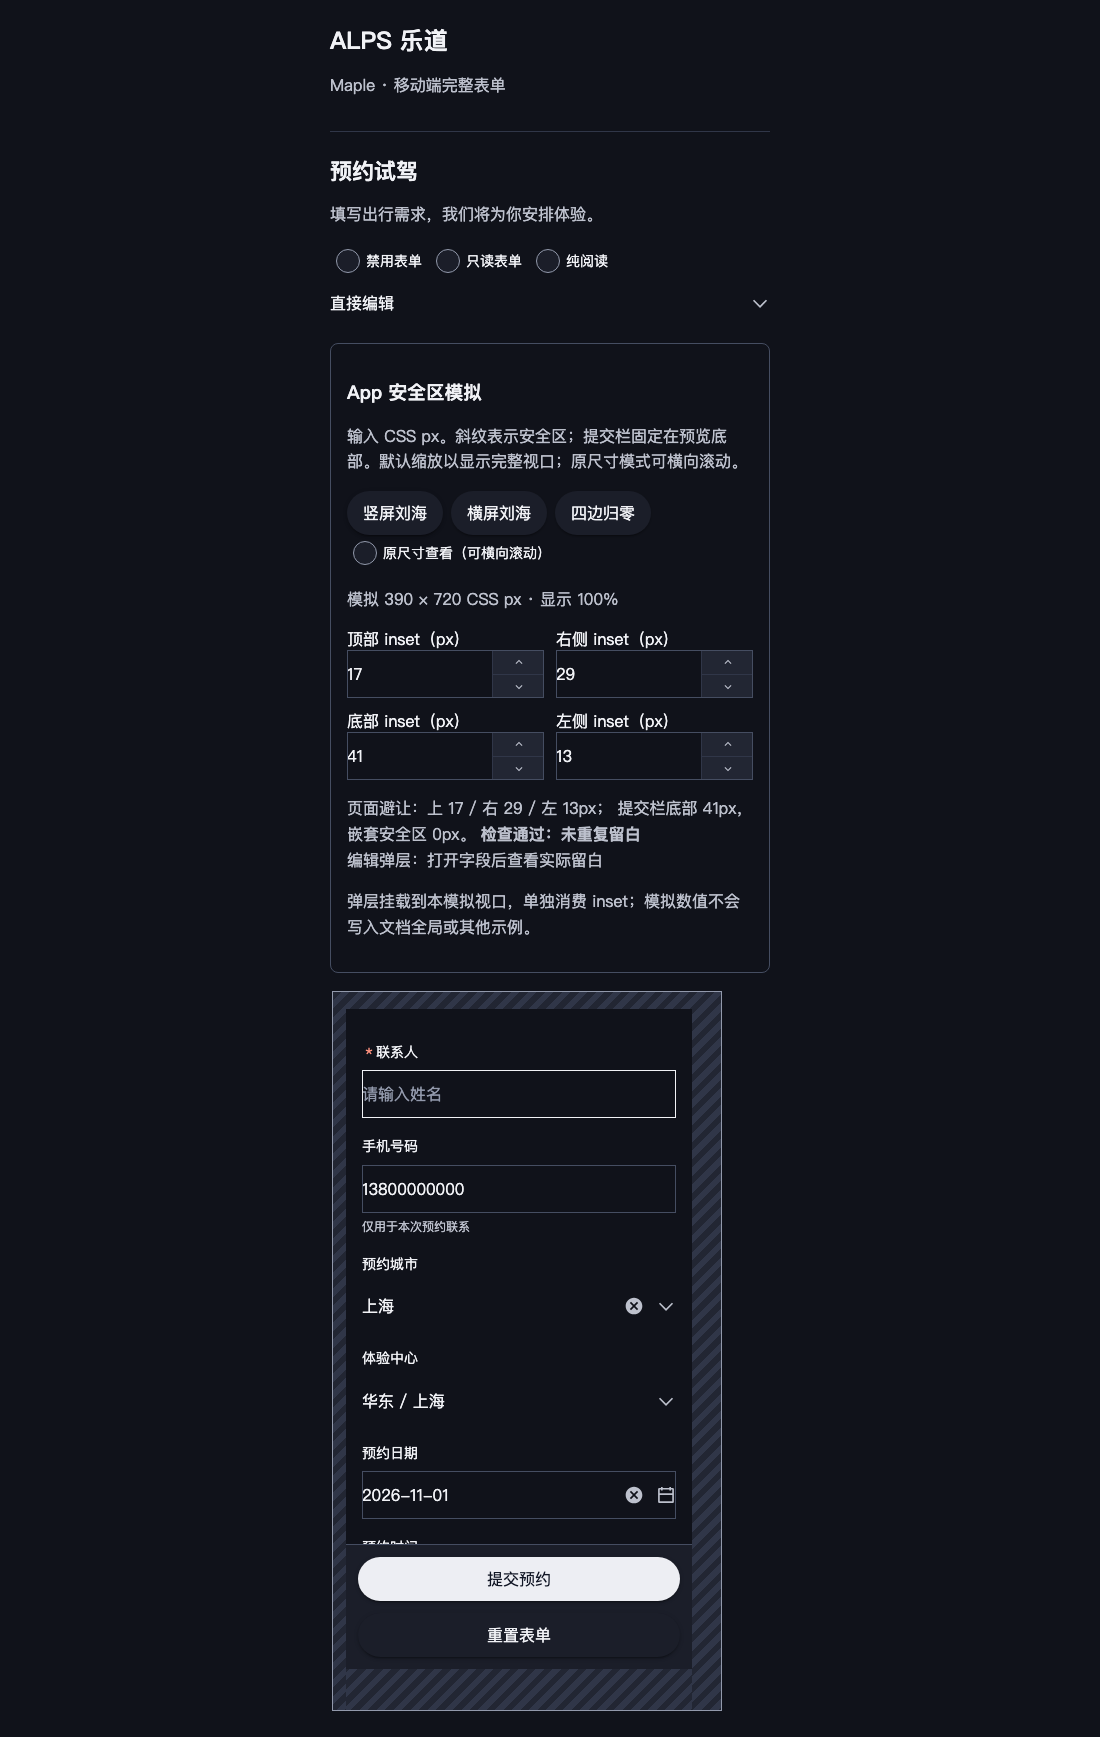 ALPS 乐道
Maple · 移动端完整表单
预约试驾
填写出行需求，我们将为你安排体验。
禁用表单 只读表单 纯阅读
直接编辑
App 安全区模拟
输入 CSS px。斜纹表示安全区；提交栏固定在预览底
部。默认缩放以显示完整视口；原尺寸模式可横向滚动。
竖屏刘海 横屏刘海 四边归零
原尺寸查看（可横向滚动）
模拟 390 × 720 CSS px · 显示 100%
顶部 inset（px） 右侧 inset（px）
17 29
底部 inset（px） 左侧 inset（px）
41 13
页面避让：上 17 / 右 29 / 左 13px； 提交栏底部 41px，
嵌套安全区 0px。 检查通过：未重复留白
编辑弹层：打开字段后查看实际留白
弹层挂载到本模拟视口，单独消费 inset；模拟数值不会
写入文档全局或其他示例。
* 联系人
请输入姓名
手机号码
13800000000
仅用于本次预约联系
预约城市
上海
体验中心
华东 / 上海
预约日期
2026-11-01
预约时间
提交预约
重置表单